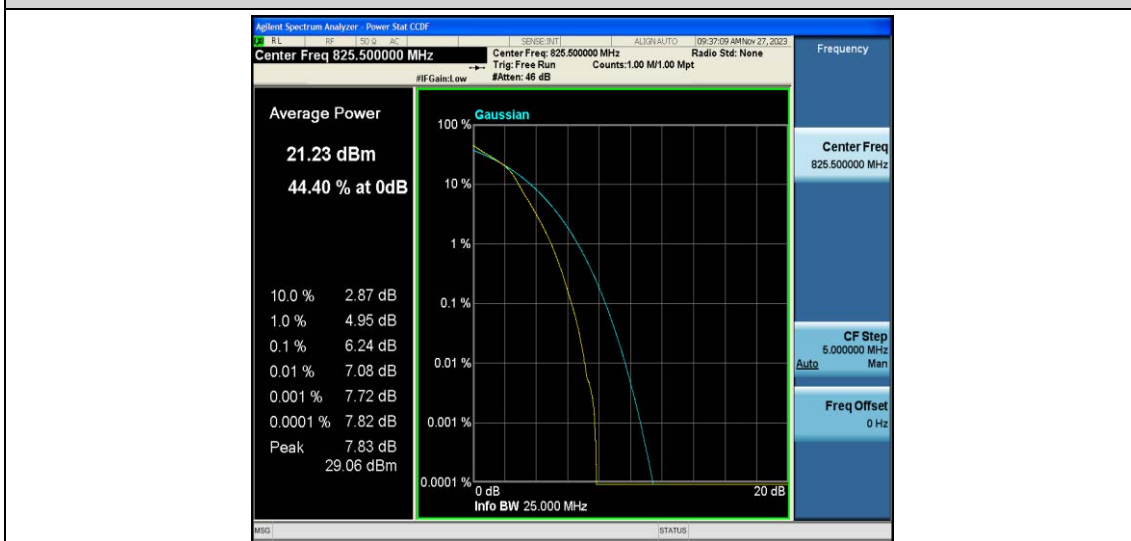 Agilent Spectrum Analyzer - Power Stat CCDF
RL RF 50 Ω AC SENSE:INT ALIGN AUTO 09:37:09 AM Nov 27, 2023
Center Freq 825.500000 MHz
Center Freq: 825.500000 MHz Radio Std: None
Trig: Free Run Counts:1.00 M/1.00 Mpt
#IFGain:Low #Atten: 46 dB
Frequency
Average Power
21.23 dBm
44.40 % at 0dB
10.0 % 2.87 dB
1.0 % 4.95 dB
0.1 % 6.24 dB
0.01 % 7.08 dB
0.001 % 7.72 dB
0.0001 % 7.82 dB
Peak 7.83 dB
29.06 dBm
Gaussian
100 %
10 %
1 %
0.1 %
0.01 %
0.001 %
0.0001 %
0 dB 20 dB
Info BW 25.000 MHz
Center Freq
825.500000 MHz
CF Step
5.000000 MHz
Auto Man
Freq Offset
0 Hz
MSG STATUS